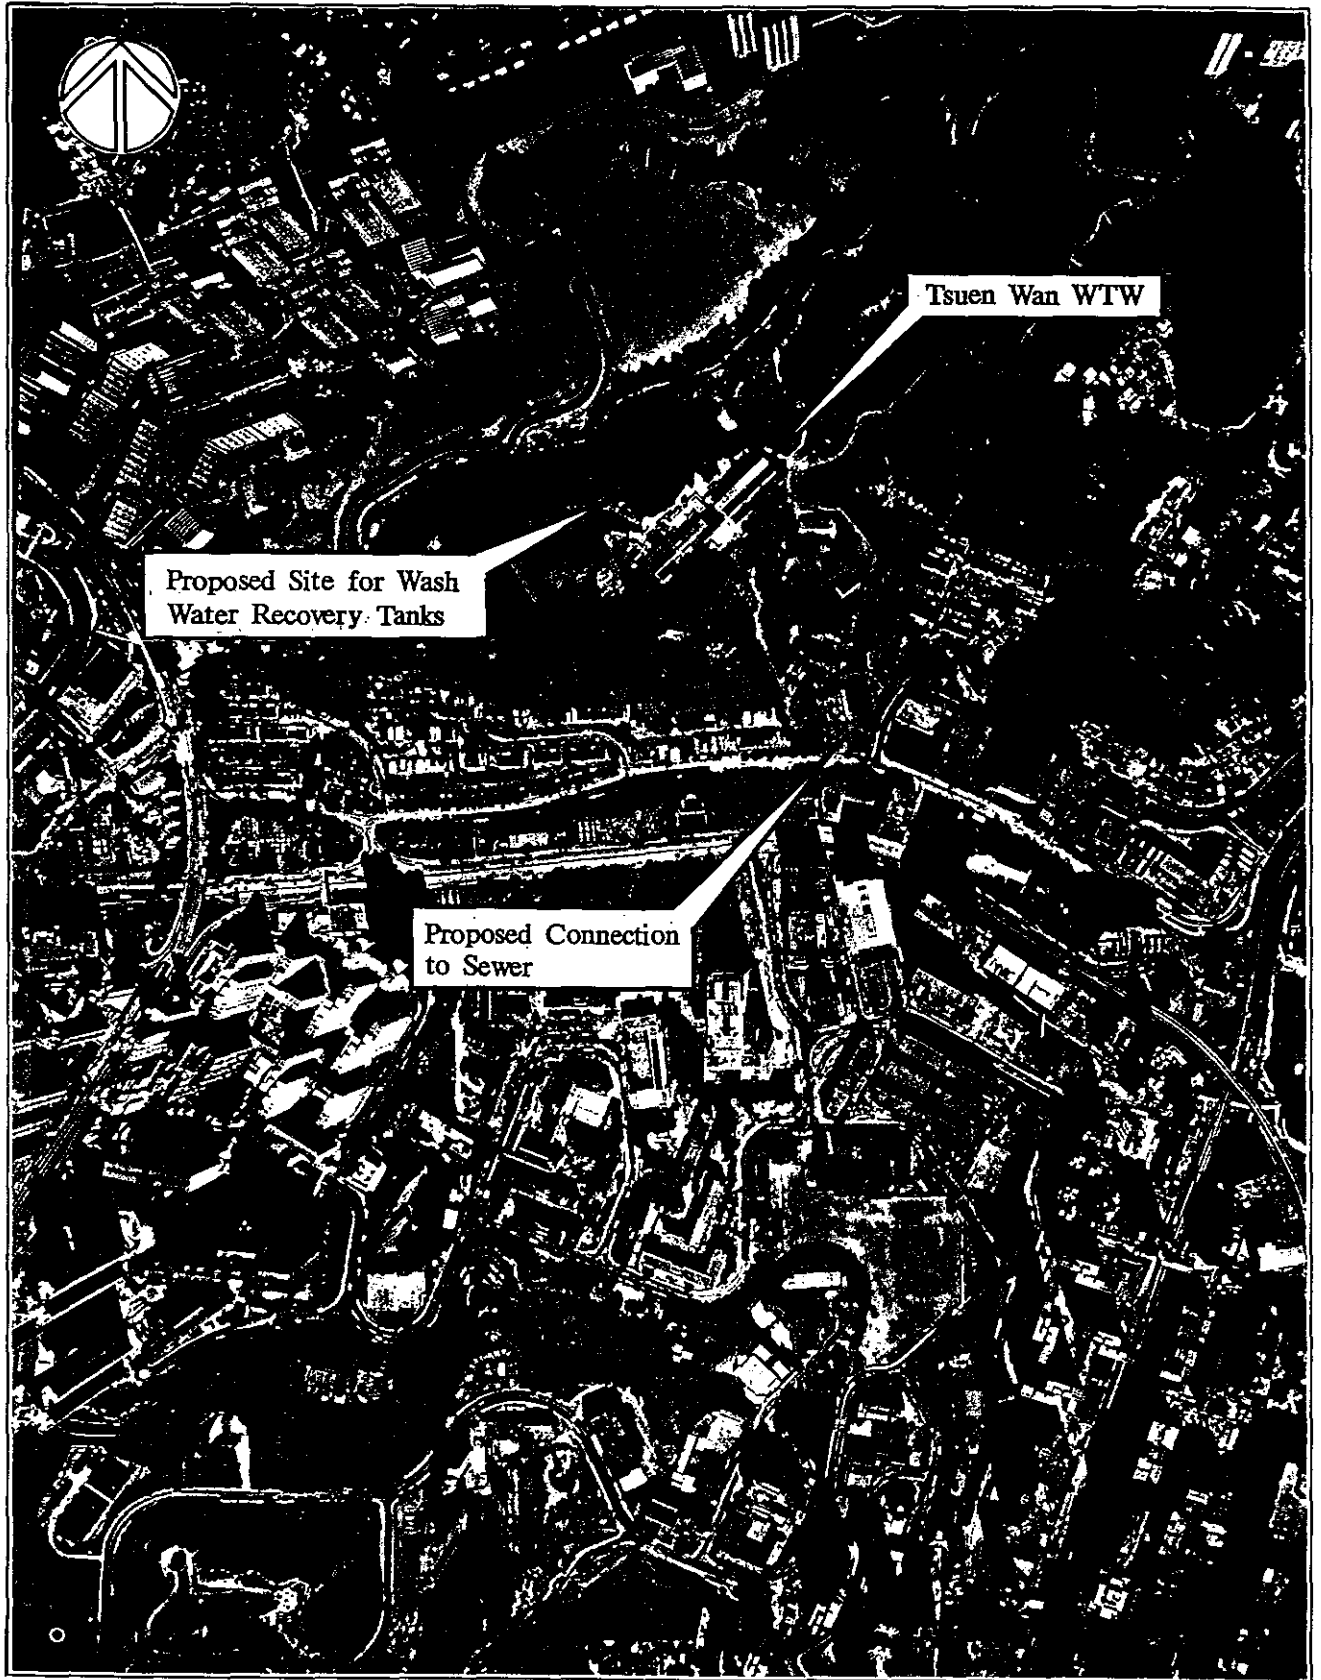 Tsuen Wan WTW
Proposed Site for Wash
Water Recovery Tanks
Proposed Connection
to Sewer